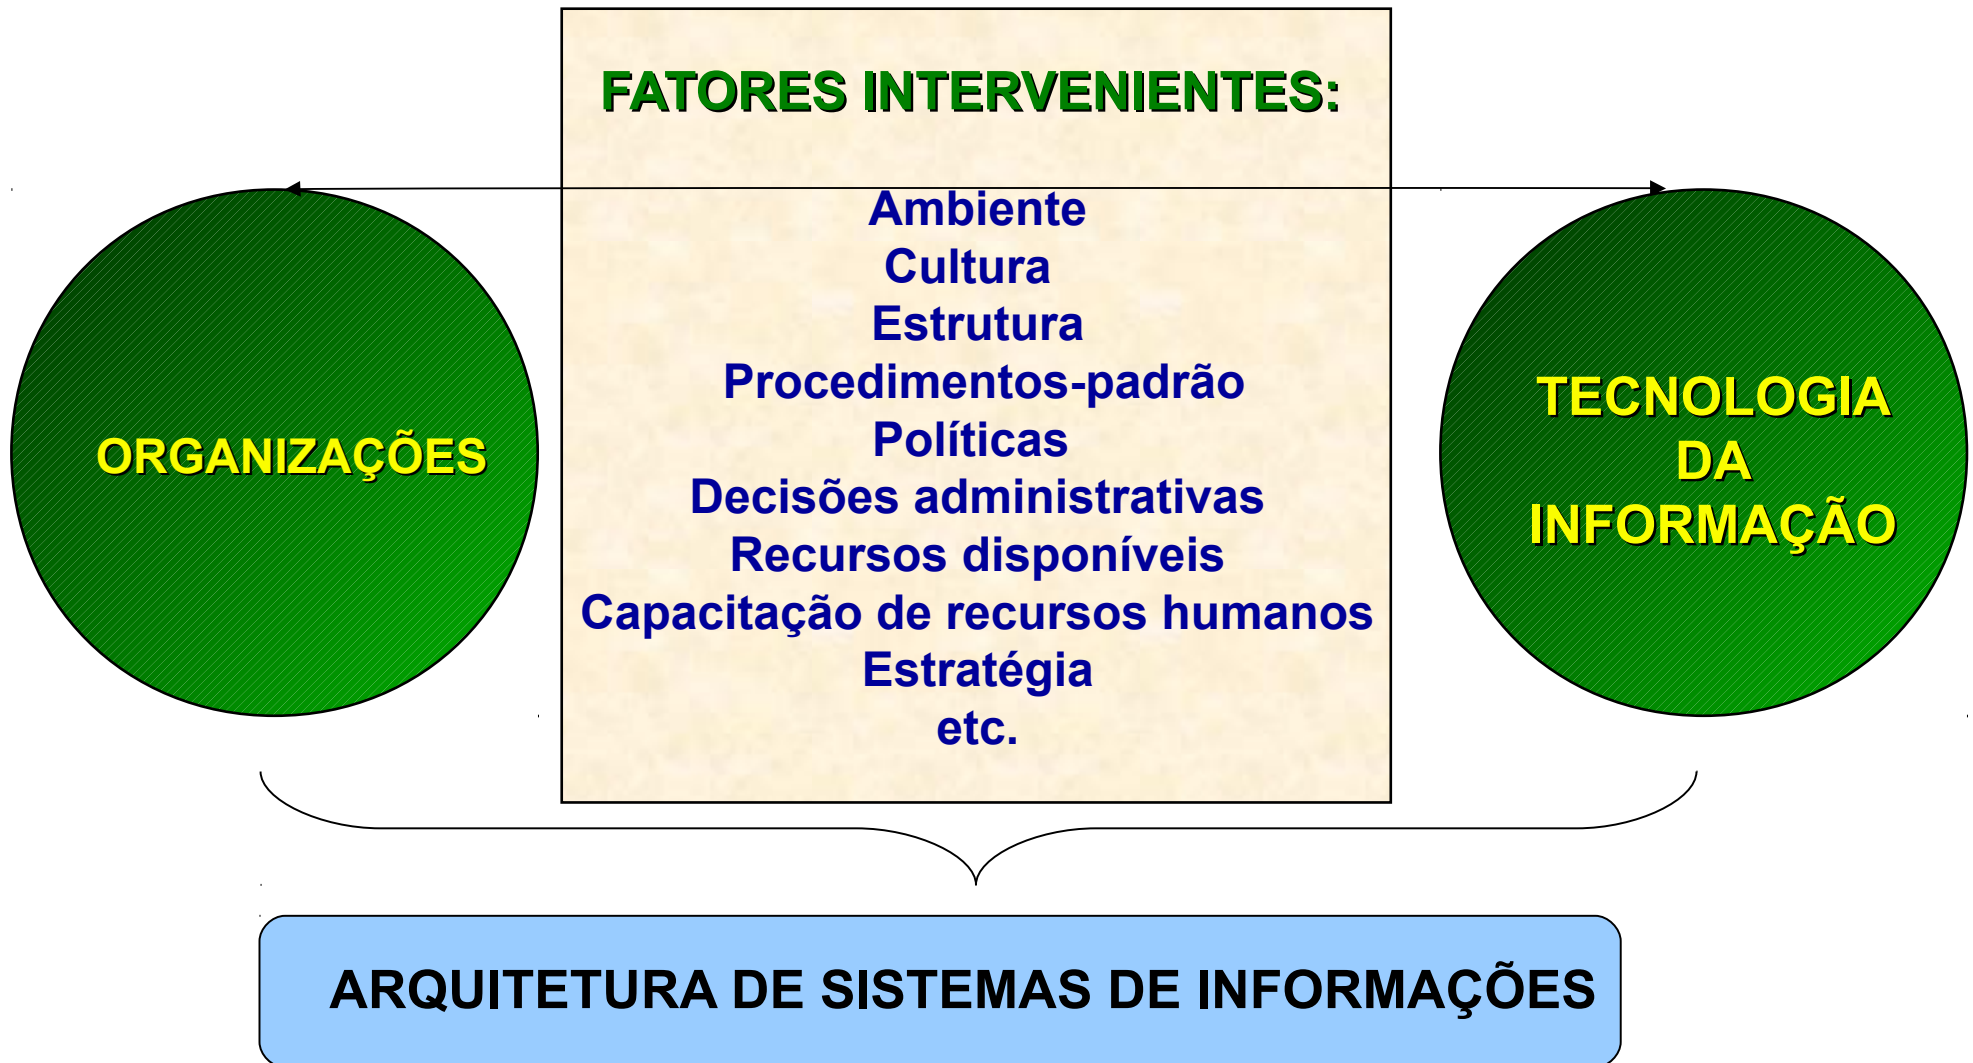 FATORES INTERVENIENTES:
Ambiente
Cultura
Estrutura
Procedimentos-padrão
Políticas
Decisões administrativas
Recursos disponíveis
Capacitação de recursos humanos
Estratégia
etc.
ORGANIZAÇÕES
TECNOLOGIA
DA
INFORMAÇÃO
ARQUITETURA DE SISTEMAS DE INFORMAÇÕES